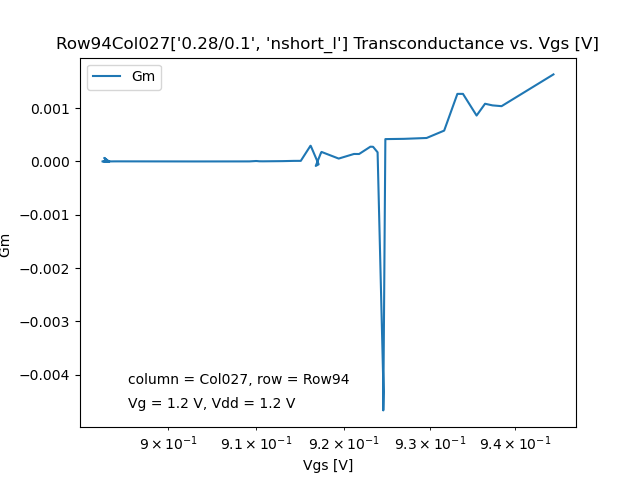 Row94Col027['0.28/0.1', 'nshort_l'] Transconductance vs. Vgs [V]
Gm
0.001
0.000
−0.001
−0.002
−0.003
−0.004
Gm
column = Col027, row = Row94
Vg = 1.2 V, Vdd = 1.2 V
9 × 10⁻¹ 9.1 × 10⁻¹ 9.2 × 10⁻¹ 9.3 × 10⁻¹ 9.4 × 10⁻¹
Vgs [V]